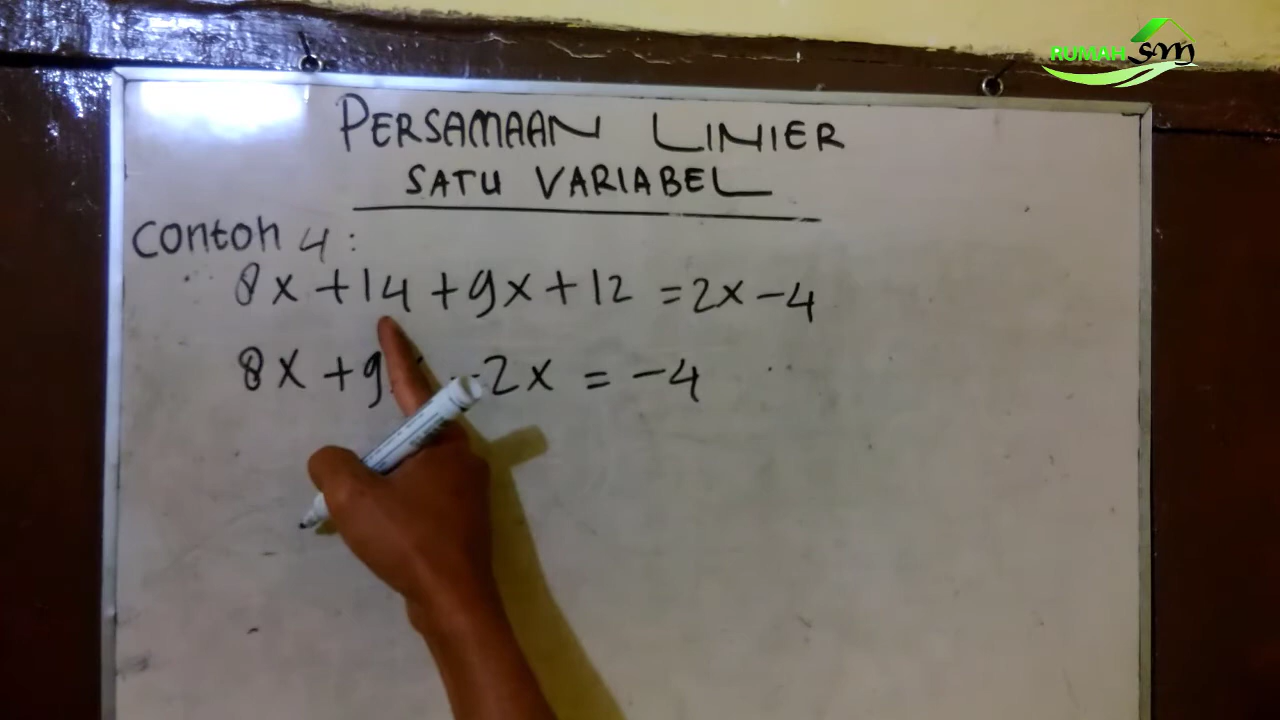 RUMAH SM
PERSAMAAN LINIER
SATU VARIABEL
Contoh 4 :
8x + 14 + 9x + 12 = 2x - 4
8x + 9 - 2x = -4